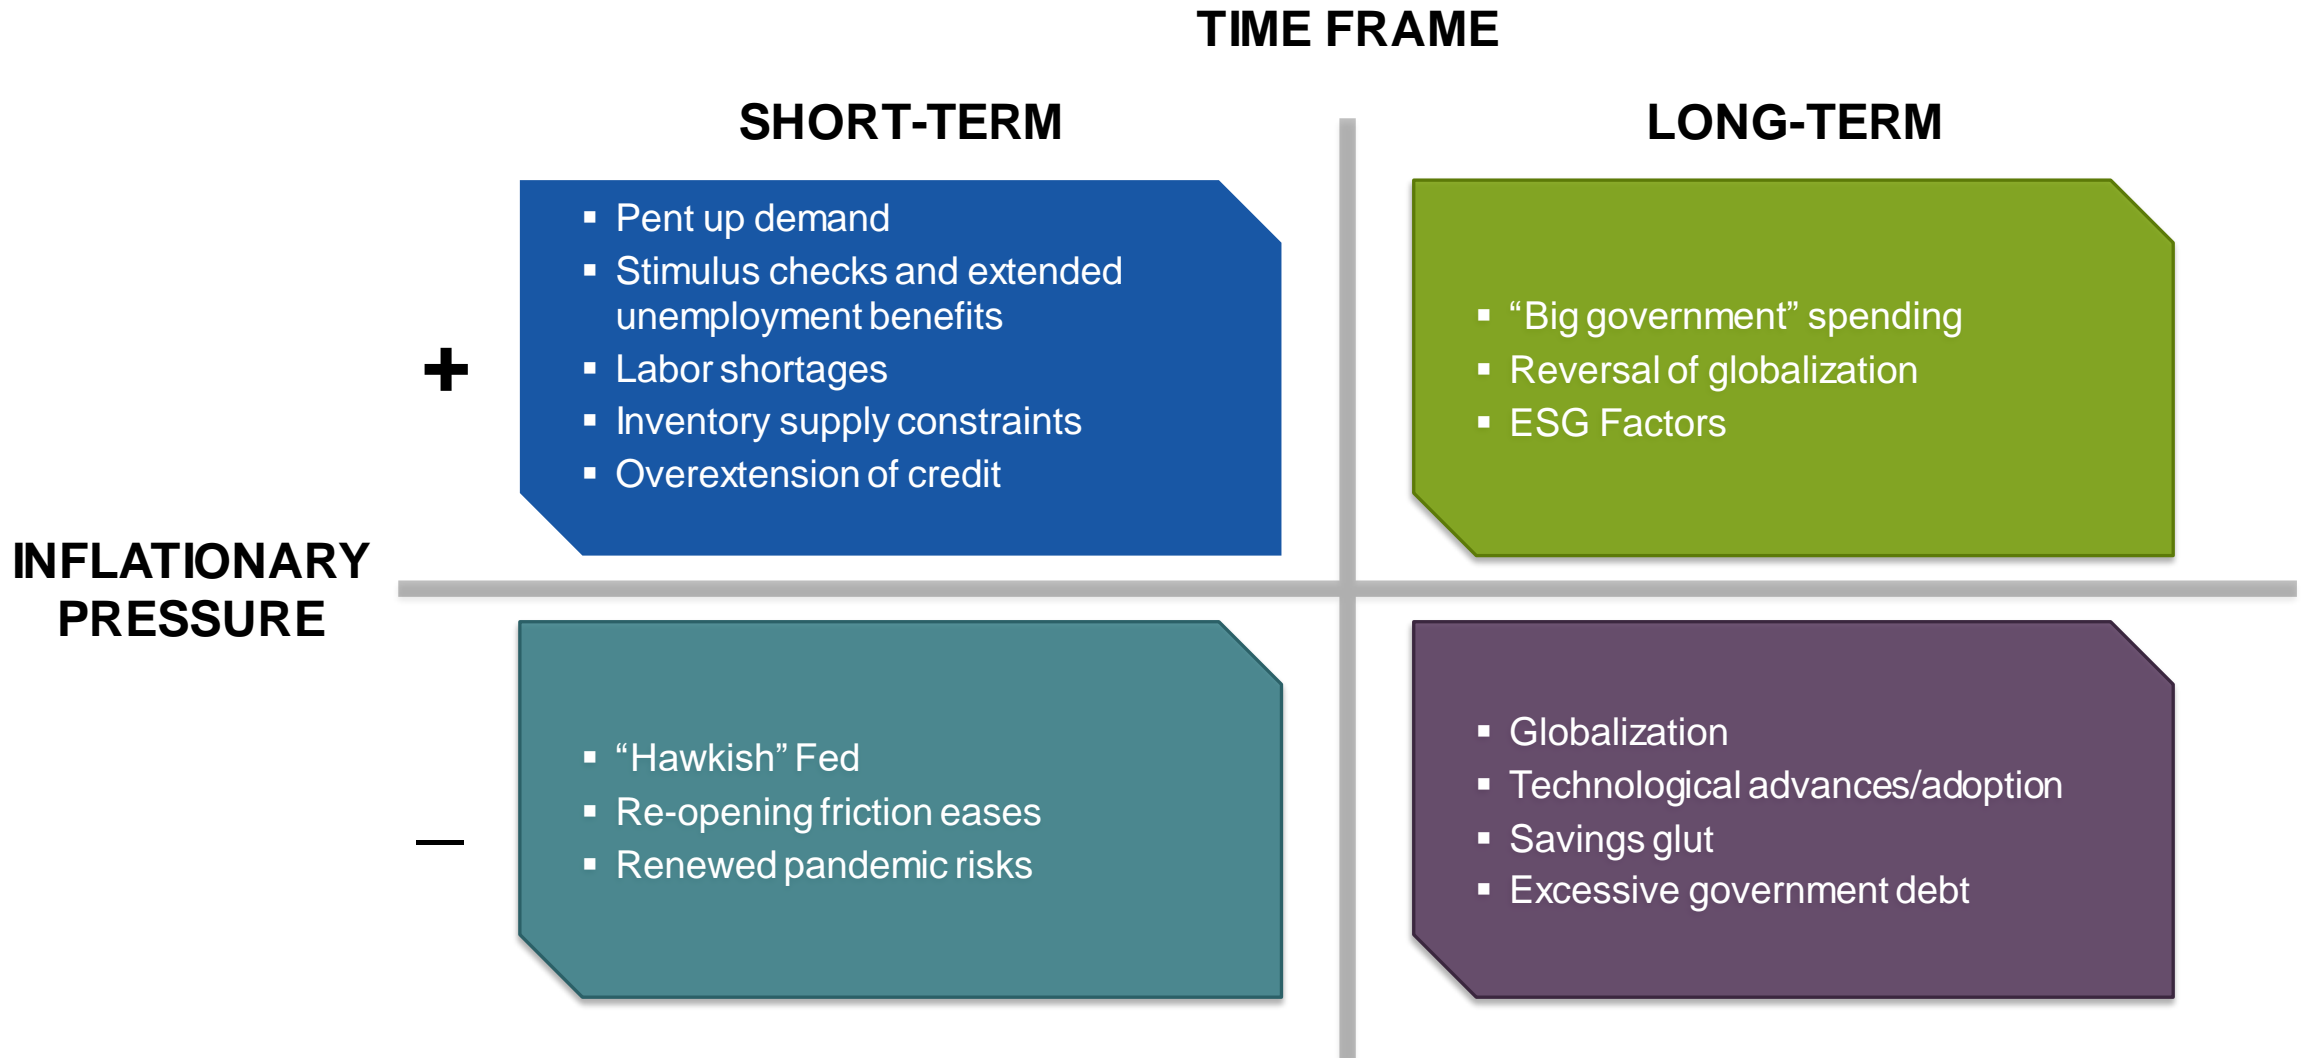 TIME FRAME
SHORT-TERM
LONG-TERM
INFLATIONARY
PRESSURE
+
▪ Pent up demand
▪ Stimulus checks and extended
unemployment benefits
▪ Labor shortages
▪ Inventory supply constraints
▪ Overextension of credit
▪ “Big government” spending
▪ Reversal of globalization
▪ ESG Factors
–
▪ “Hawkish” Fed
▪ Re-opening friction eases
▪ Renewed pandemic risks
▪ Globalization
▪ Technological advances/adoption
▪ Savings glut
▪ Excessive government debt